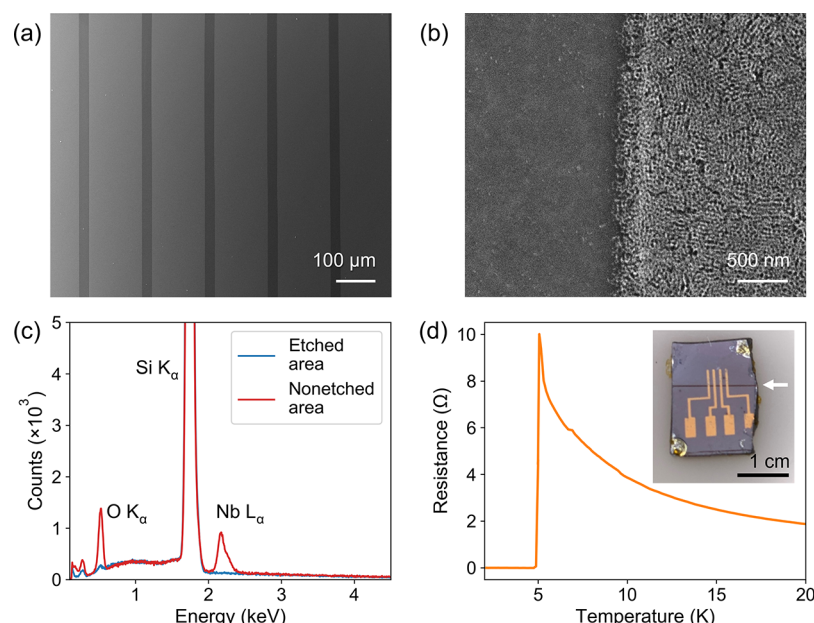 (a)
100 μm
(b)
500 nm
(c)
Counts (×10³)
5
4
3
2
1
0
Si Kα
O Kα
Nb Lα
Etched
area
Nonetched
area
1
2
3
4
Energy (keV)
(d)
Resistance (Ω)
10
8
6
4
2
0
1 cm
5
10
15
20
Temperature (K)